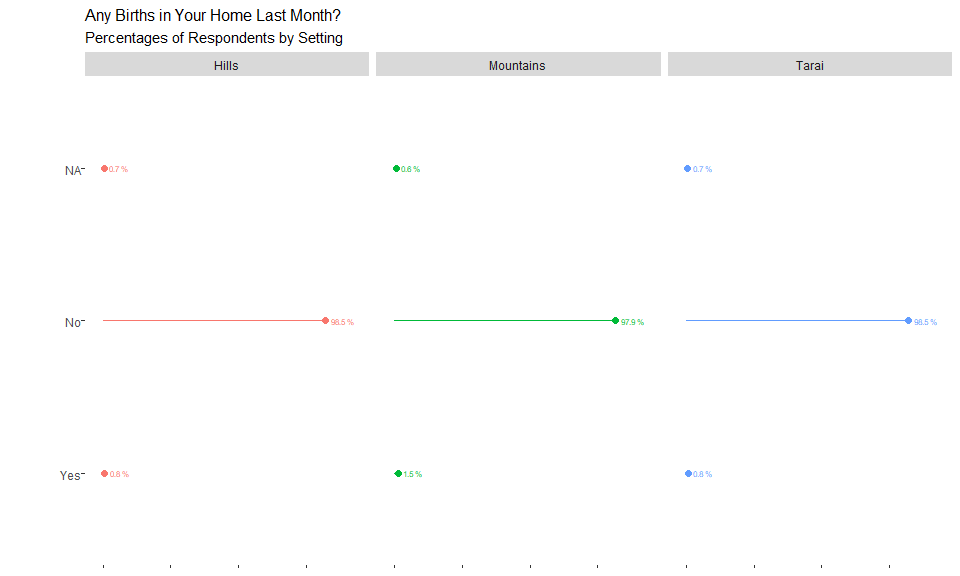 Any Births in Your Home Last Month?
Percentages of Respondents by Setting
Hills Mountains Tarai
NA 0.7 % 0.6 % 0.7 %
No 98.5 % 97.9 % 98.5 %
Yes 0.8 % 1.5 % 0.8 %